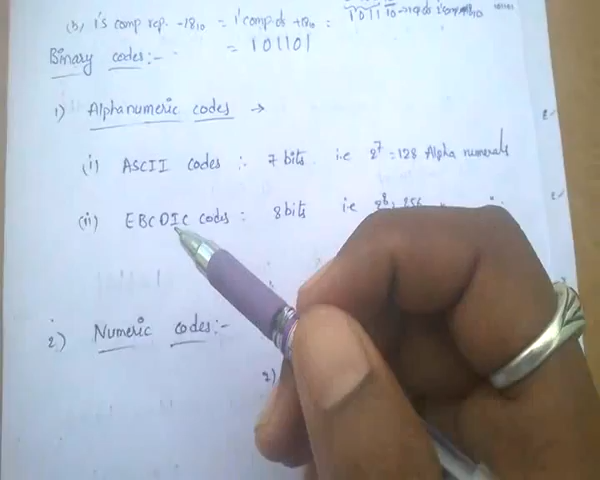 (3) 1's comp rep. -18₁₀ = 1's comp. of +18₁₀ :
= 101101
Binary codes:-
1) Alphanumeric codes →
(i) ASCII codes : 7 bits i.e 2⁷ = 128 Alpha numerals
(ii) EBCDIC codes : 8 bits i.e 2⁸ = 256
2) Numeric codes:-
2)